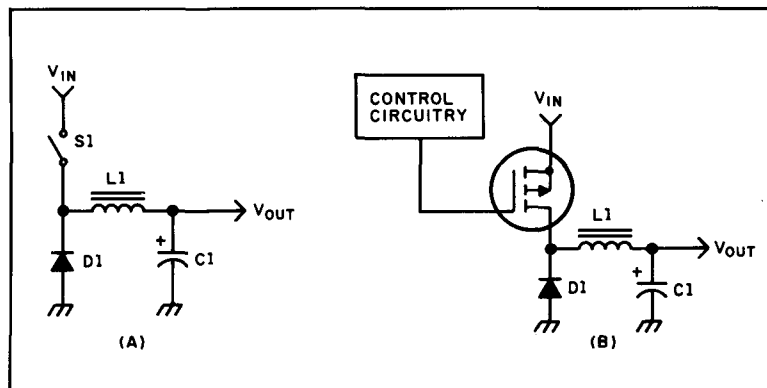 VIN
S1
L1
VOUT
+
D1
C1
(A)
CONTROL
CIRCUITRY
VIN
L1
VOUT
+
D1
C1
(B)